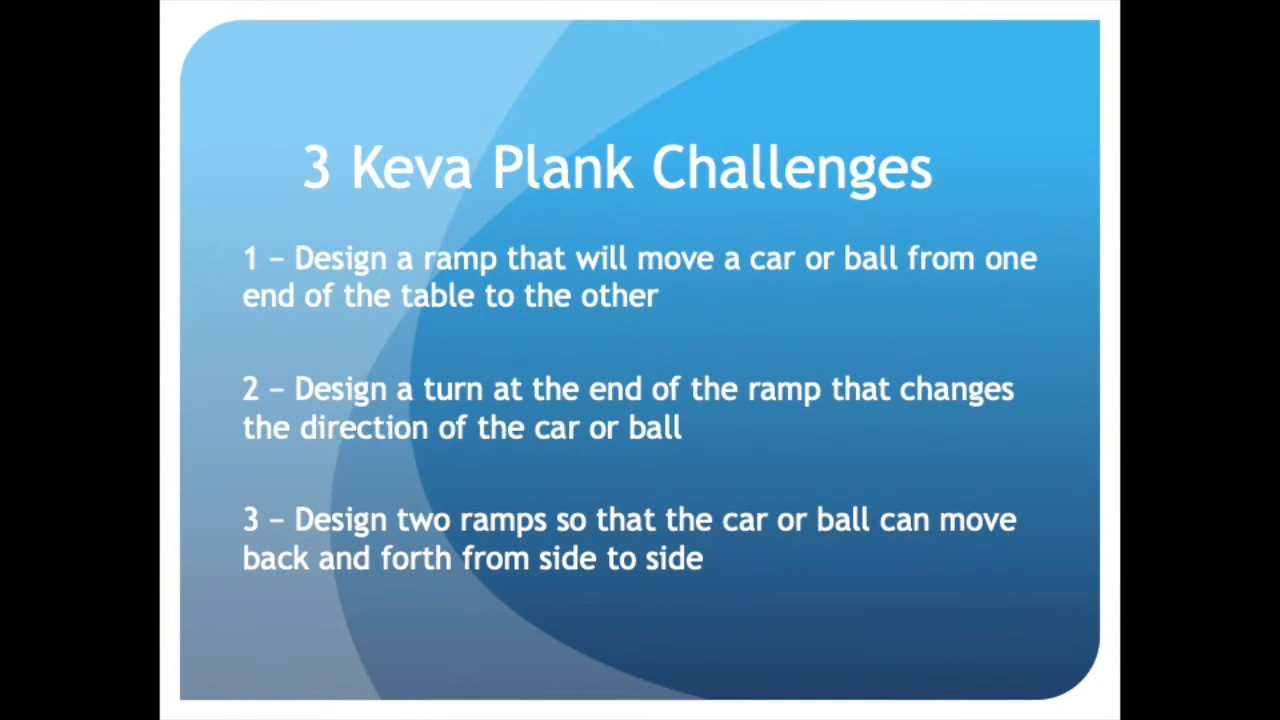 3 Keva Plank Challenges
1 – Design a ramp that will move a car or ball from one
end of the table to the other
2 – Design a turn at the end of the ramp that changes
the direction of the car or ball
3 – Design two ramps so that the car or ball can move
back and forth from side to side